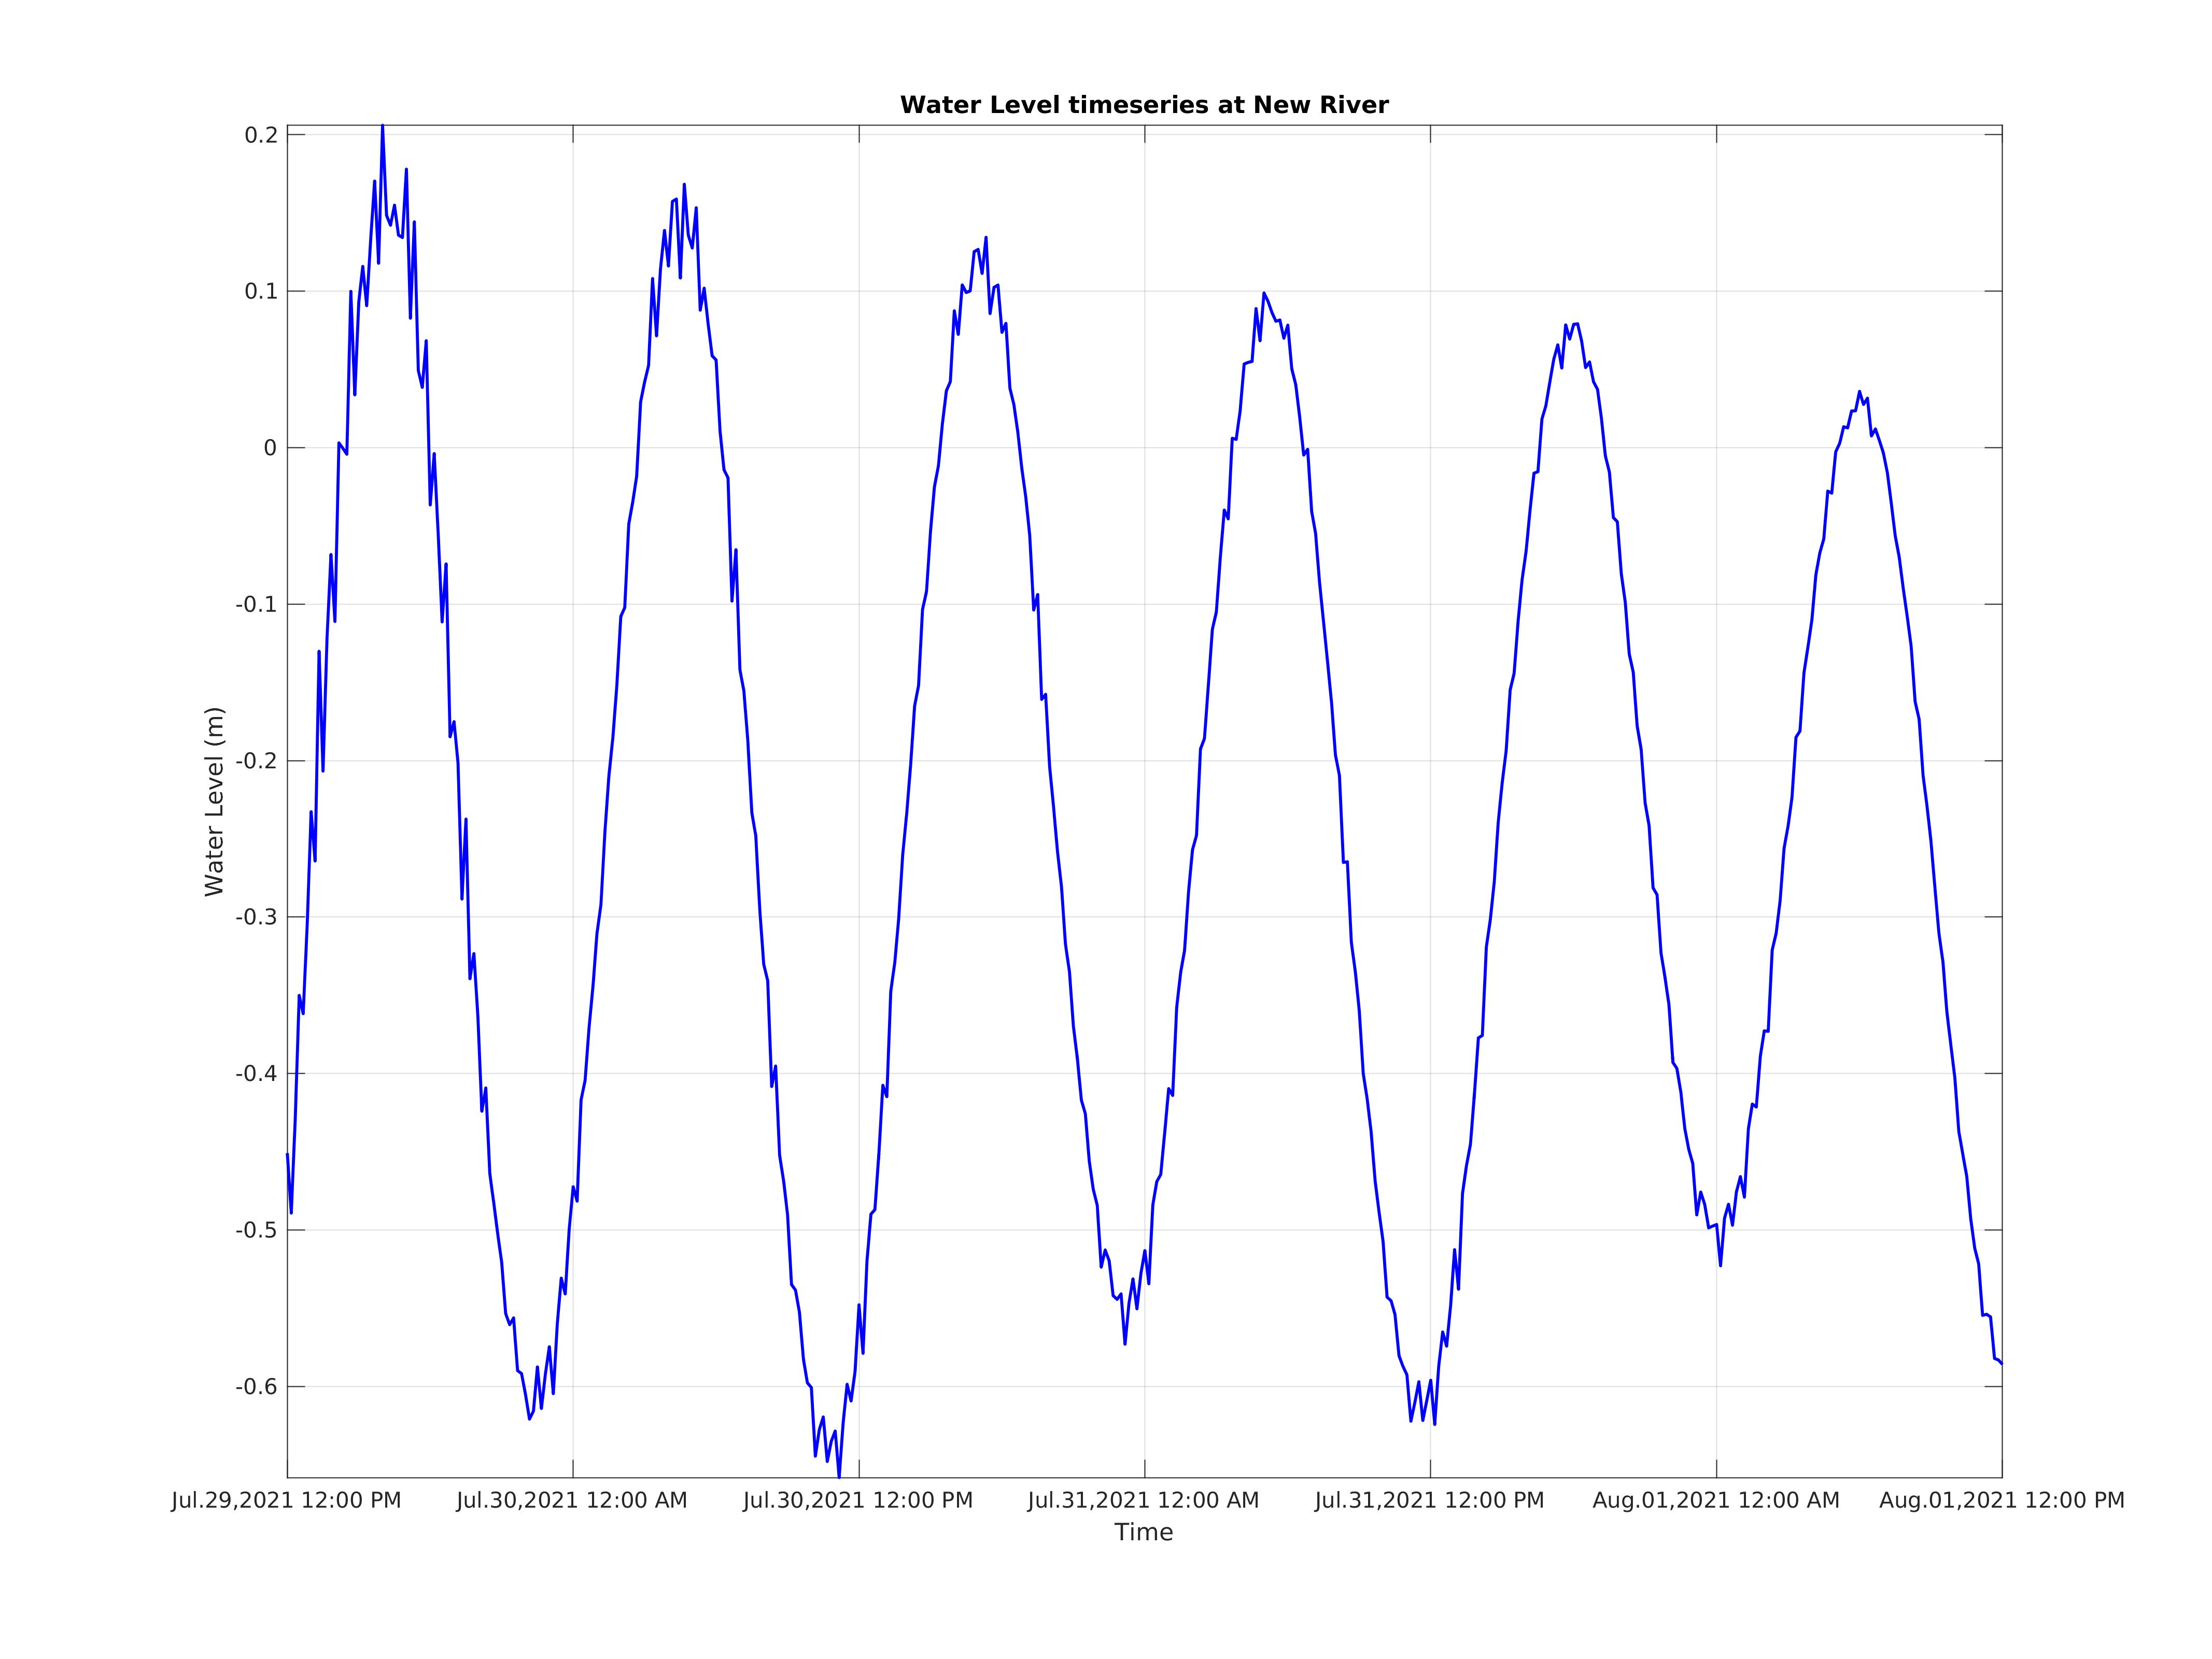 Water Level timeseries at New River
0.2
0.1
0
-0.1
-0.2
-0.3
-0.4
-0.5
-0.6
Water Level (m)
Jul.29,2021 12:00 PM Jul.30,2021 12:00 AM Jul.30,2021 12:00 PM Jul.31,2021 12:00 AM Jul.31,2021 12:00 PM Aug.01,2021 12:00 AM Aug.01,2021 12:00 PM
Time